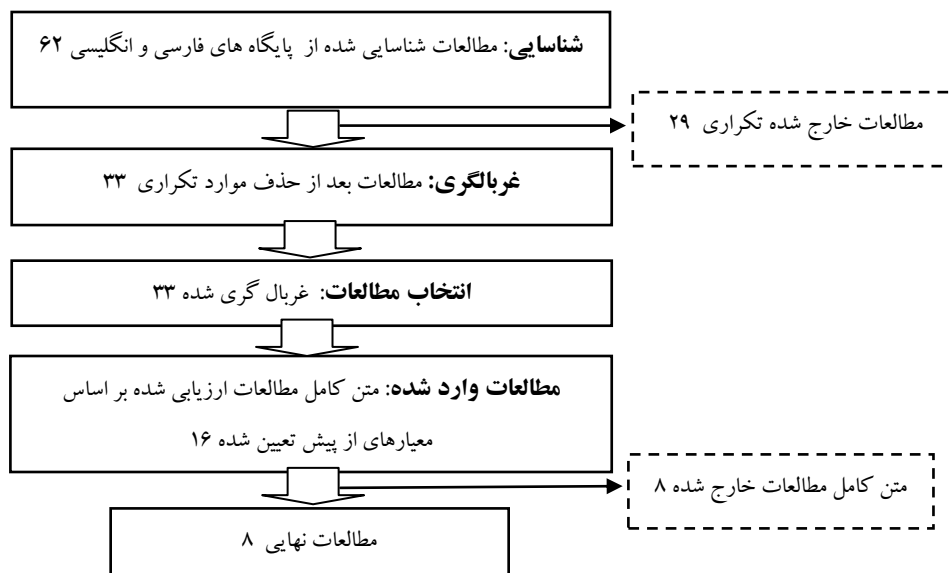 شناسایی: مطالعات شناسایی شده از پایگاه های فارسی و انگلیسی ۶۲
مطالعات خارج شده تکراری ۲۹
غربالگری: مطالعات بعد از حذف موارد تکراری ۳۳
انتخاب مطالعات: غربال گری شده ۳۳
مطالعات وارد شده: متن کامل مطالعات ارزیابی شده بر اساس
معیارهای از پیش تعیین شده ۱۶
متن کامل مطالعات خارج شده ۸
مطالعات نهایی ۸